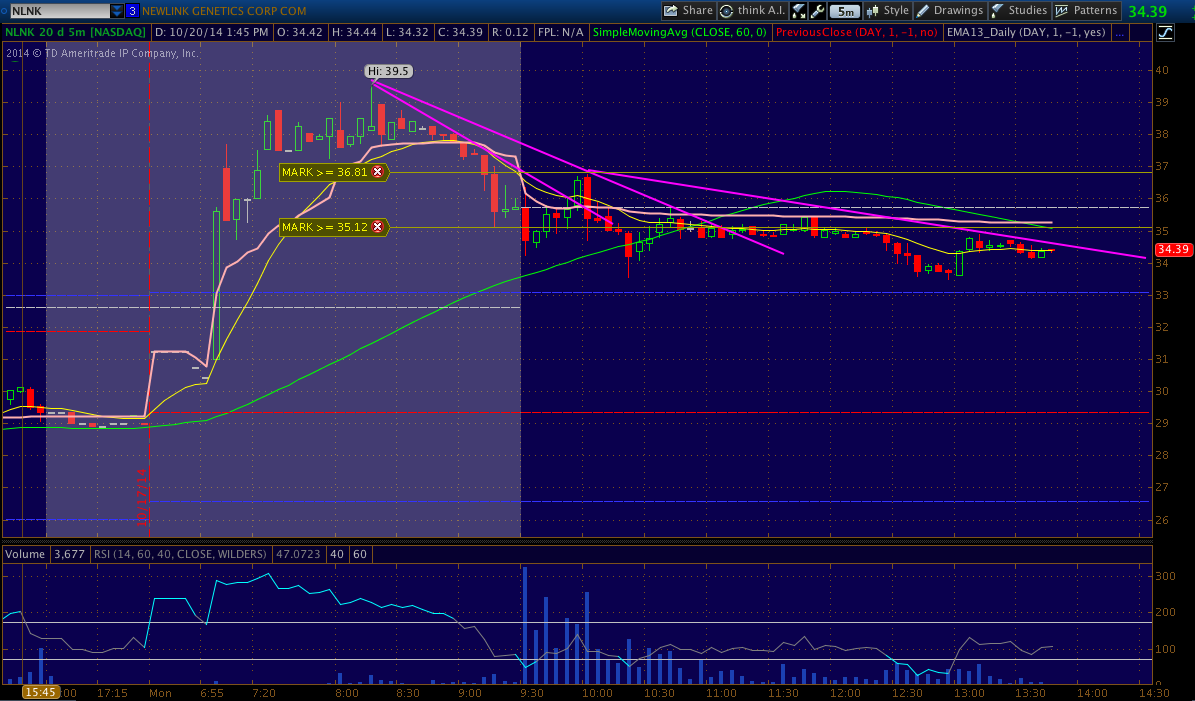 NLNK 3 NEWLINK GENETICS CORP COM Share think A.I. 5m Style Drawings Studies Patterns 34.39
NLNK 20 d 5m [NASDAQ] D: 10/20/14 1:45 PM O: 34.42 H: 34.44 L: 34.32 C: 34.39 R: 0.12 FPL: N/A SimpleMovingAvg (CLOSE, 60, 0) PreviousClose (DAY, 1, -1, no) EMA13_Daily (DAY, 1, -1, yes) ...
2014 © TD Ameritrade IP Company, Inc.
Hi: 39.5
40
39
38
37
MARK >= 36.81
36
MARK >= 35.12
35
34.39
34
33
32
31
30
29
28
27
10/17/14
26
Volume 3,677 RSI (14, 60, 40, CLOSE, WILDERS) 47.0723 40 60
300
200
100
0
15:45 :00 17:15 Mon 6:55 7:20 8:00 8:30 9:00 9:30 10:00 10:30 11:00 11:30 12:00 12:30 13:00 13:30 14:00 14:30